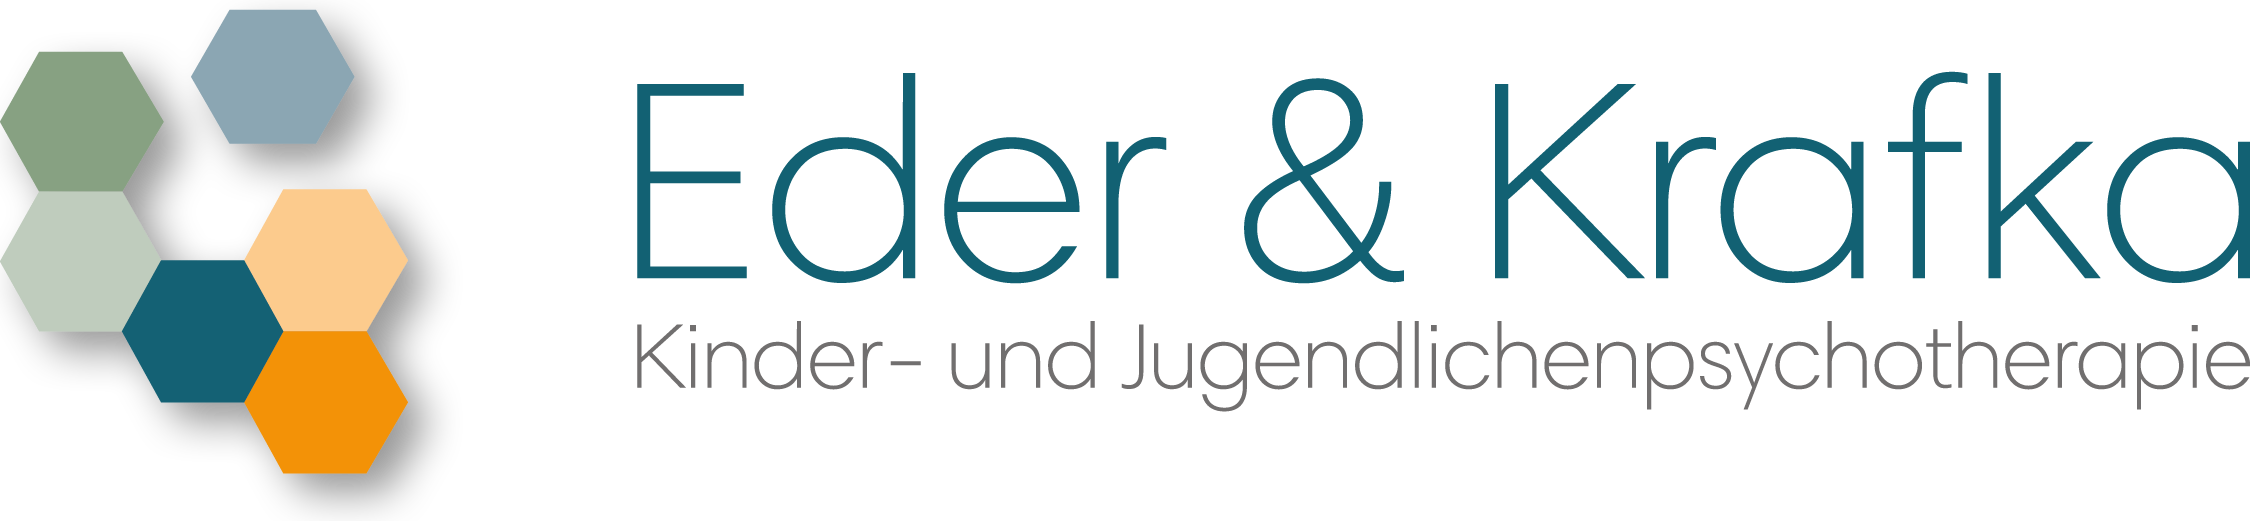 Eder & Krafka
Kinder- und Jugendlichenpsychotherapie